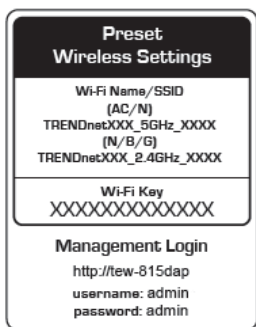 Preset
Wireless Settings
Wi-Fi Name/SSID
(AC/N)
TRENDnetXXX_5GHz_XXXX
(N/B/G)
TRENDnetXXX_2.4GHz_XXXX
Wi-Fi Key
XXXXXXXXXXXXX
Management Login
http://tew-815dap
username: admin
password: admin